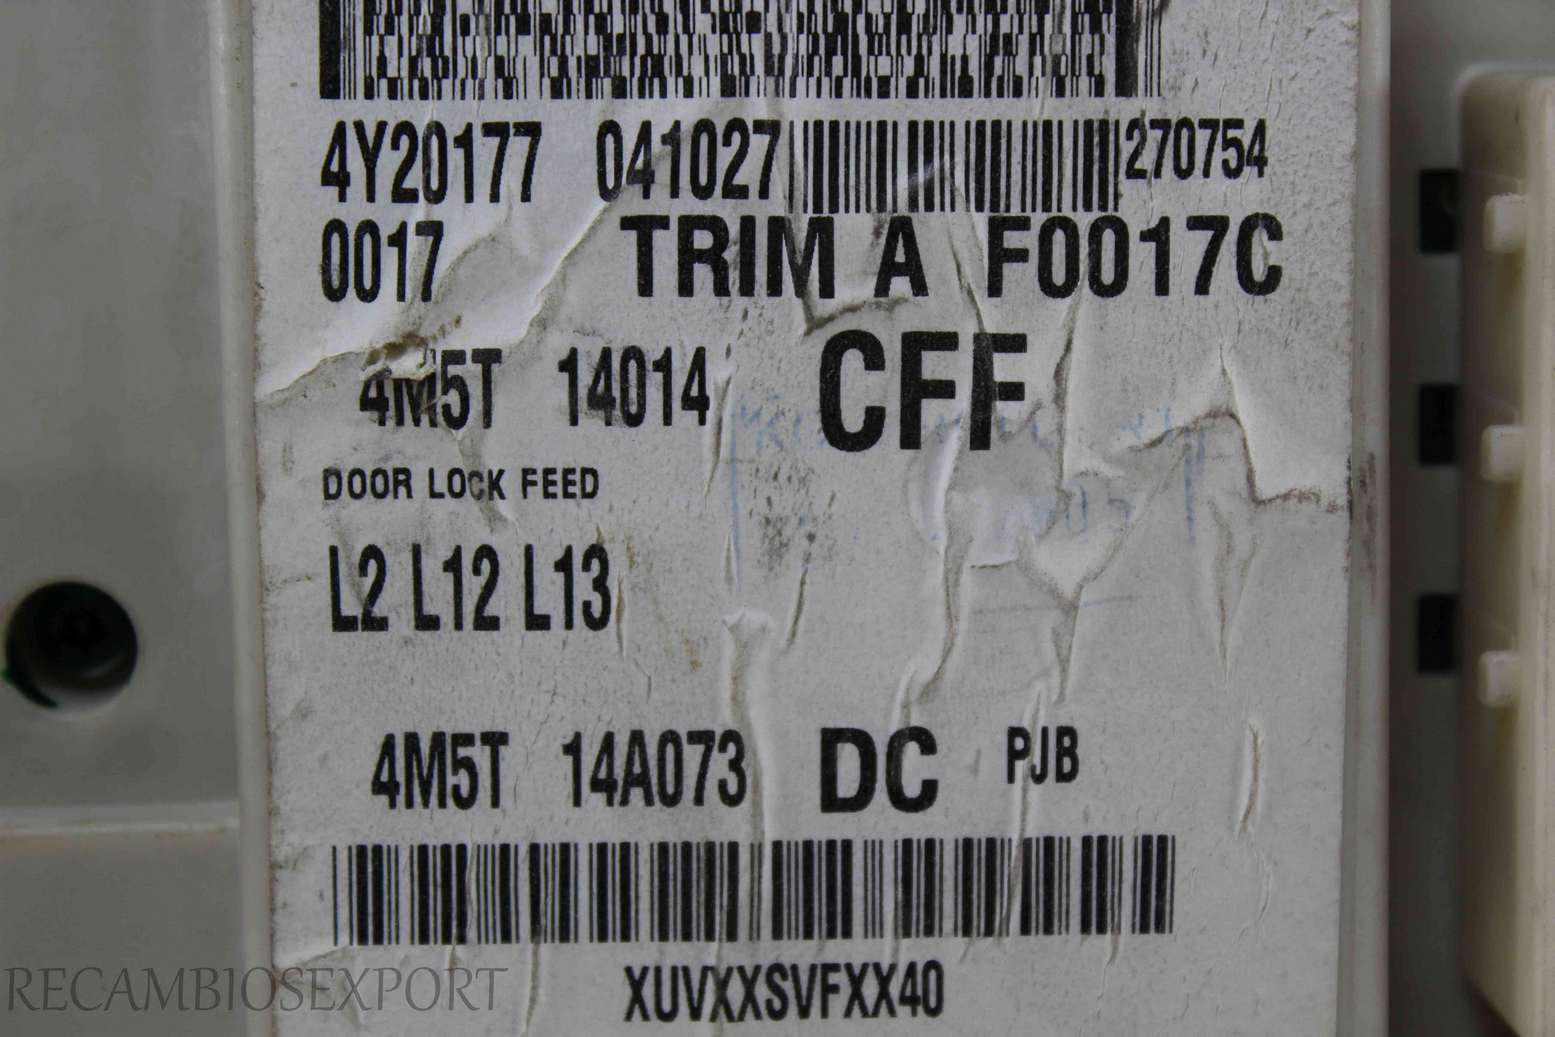 4Y20177 041027 270754
0017 TRIM A F0017C
4M5T 14014 CFF
DOOR LOCK FEED
L2 L12 L13
4M5T 14A073 DC PJB
XUVXXSVFXX40
RECAMBIOSEXPORT